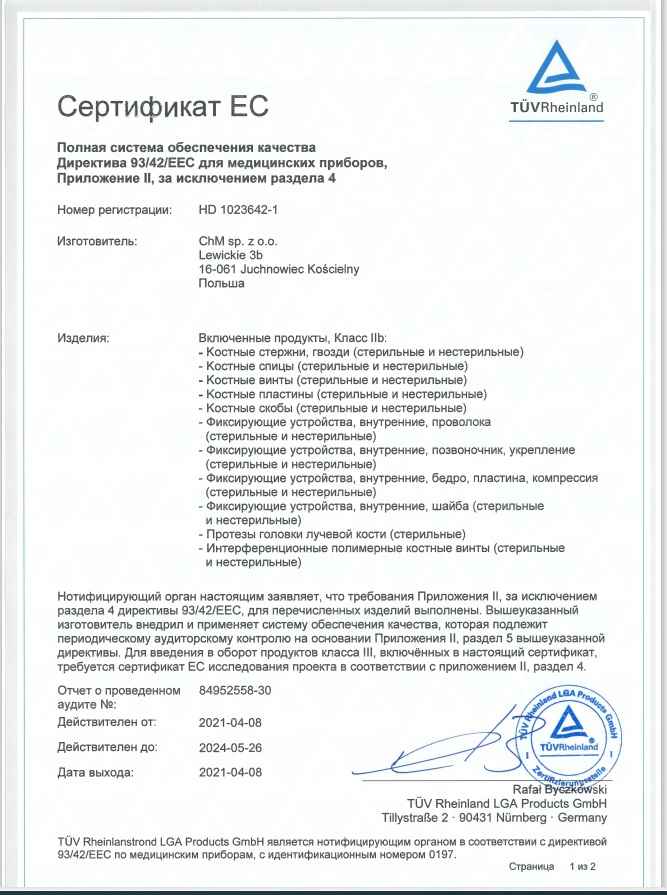 TÜVRheinland®
Сертификат ЕС
Полная система обеспечения качества
Директива 93/42/EEC для медицинских приборов,
Приложение II, за исключением раздела 4
Номер регистрации: HD 1023642-1
Изготовитель: ChM sp. z o.o.
Lewickie 3b
16-061 Juchnowiec Kościelny
Польша
Изделия: Включенные продукты, Класс IIb:
- Костные стержни, гвозди (стерильные и нестерильные)
- Костные спицы (стерильные и нестерильные)
- Костные винты (стерильные и нестерильные)
- Костные пластины (стерильные и нестерильные)
- Костные скобы (стерильные и нестерильные)
- Фиксирующие устройства, внутренние, проволока
(стерильные и нестерильные)
- Фиксирующие устройства, внутренние, позвоночник, укрепление
(стерильные и нестерильные)
- Фиксирующие устройства, внутренние, бедро, пластина, компрессия
(стерильные и нестерильные)
- Фиксирующие устройства, внутренние, шайба (стерильные
и нестерильные)
- Протезы головки лучевой кости (стерильные)
- Интерференционные полимерные костные винты (стерильные
и нестерильные)
Нотифицирующий орган настоящим заявляет, что требования Приложения II, за исключением
раздела 4 директивы 93/42/EEC, для перечисленных изделий выполнены. Вышеуказанный
изготовитель внедрил и применяет систему обеспечения качества, которая подлежит
периодическому аудиторскому контролю на основании Приложения II, раздел 5 вышеуказанной
директивы. Для введения в оборот продуктов класса III, включённых в настоящий сертификат,
требуется сертификат ЕС исследования проекта в соответствии с приложением II, раздел 4.
Отчет о проведенном 84952558-30
аудите №:
Действителен от: 2021-04-08
Действителен до: 2024-05-26
Дата выхода: 2021-04-08
TÜV Rheinland LGA Products GmbH
TÜVRheinland
Zertifizierungsstelle
Rafał Byczkowski
TÜV Rheinland LGA Products GmbH
Tillystraße 2 · 90431 Nürnberg · Germany
TÜV Rheinlanstrond LGA Products GmbH является нотифицирующим органом в соответствии с директивой
93/42/EEC по медицинским приборам, с идентификационным номером 0197.
Страница 1 из 2